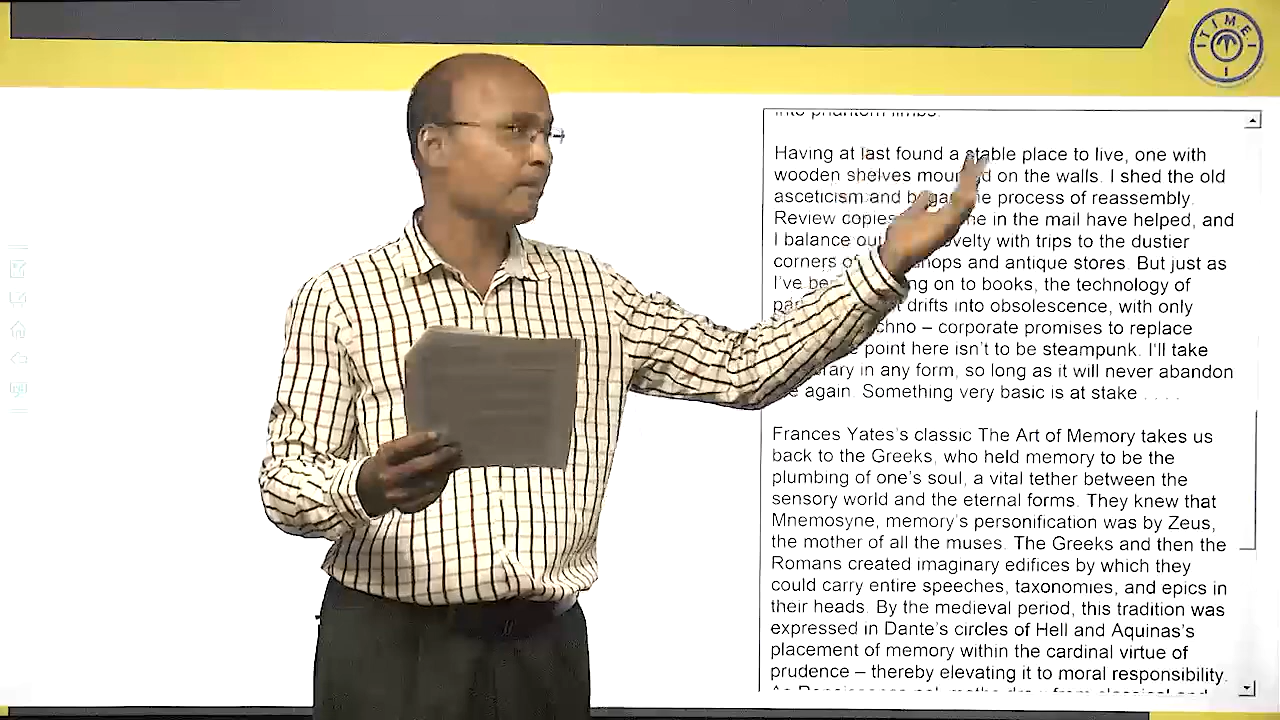 T.I.M.E.
Having at last found a stable place to live, one with
wooden shelves on the walls. I shed the old
asceticism and process of reassembly.
Review copies in the mail have helped, and
I balance with trips to the dustier
corners and antique stores. But just as
I've on to books, the technology of
drifts into obsolescence, with only
– corporate promises to replace
point here isn't to be steampunk. I'll take
in any form, so long as it will never abandon
again. Something very basic is at stake . . . .
Frances Yates's classic The Art of Memory takes us
back to the Greeks, who held memory to be the
plumbing of one's soul, a vital tether between the
sensory world and the eternal forms. They knew that
Mnemosyne, memory's personification was by Zeus,
the mother of all the muses. The Greeks and then the
Romans created imaginary edifices by which they
could carry entire speeches, taxonomies, and epics in
their heads. By the medieval period, this tradition was
expressed in Dante's circles of Hell and Aquinas's
placement of memory within the cardinal virtue of
prudence – thereby elevating it to moral responsibility.